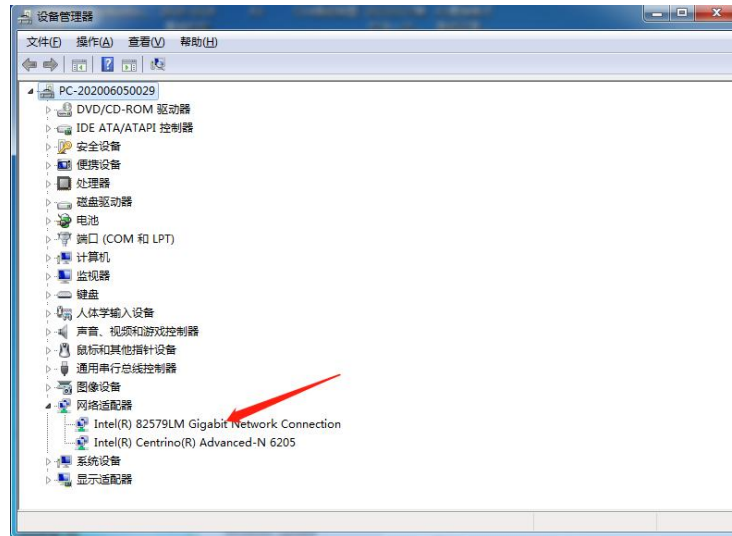 设备管理器
文件(F) 操作(A) 查看(V) 帮助(H)
PC-202006050029
DVD/CD-ROM 驱动器
IDE ATA/ATAPI 控制器
安全设备
便携设备
处理器
磁盘驱动器
电池
端口 (COM 和 LPT)
计算机
监视器
键盘
人体学输入设备
声音、视频和游戏控制器
鼠标和其他指针设备
通用串行总线控制器
图像设备
网络适配器
Intel(R) 82579LM Gigabit Network Connection
Intel(R) Centrino(R) Advanced-N 6205
系统设备
显示适配器